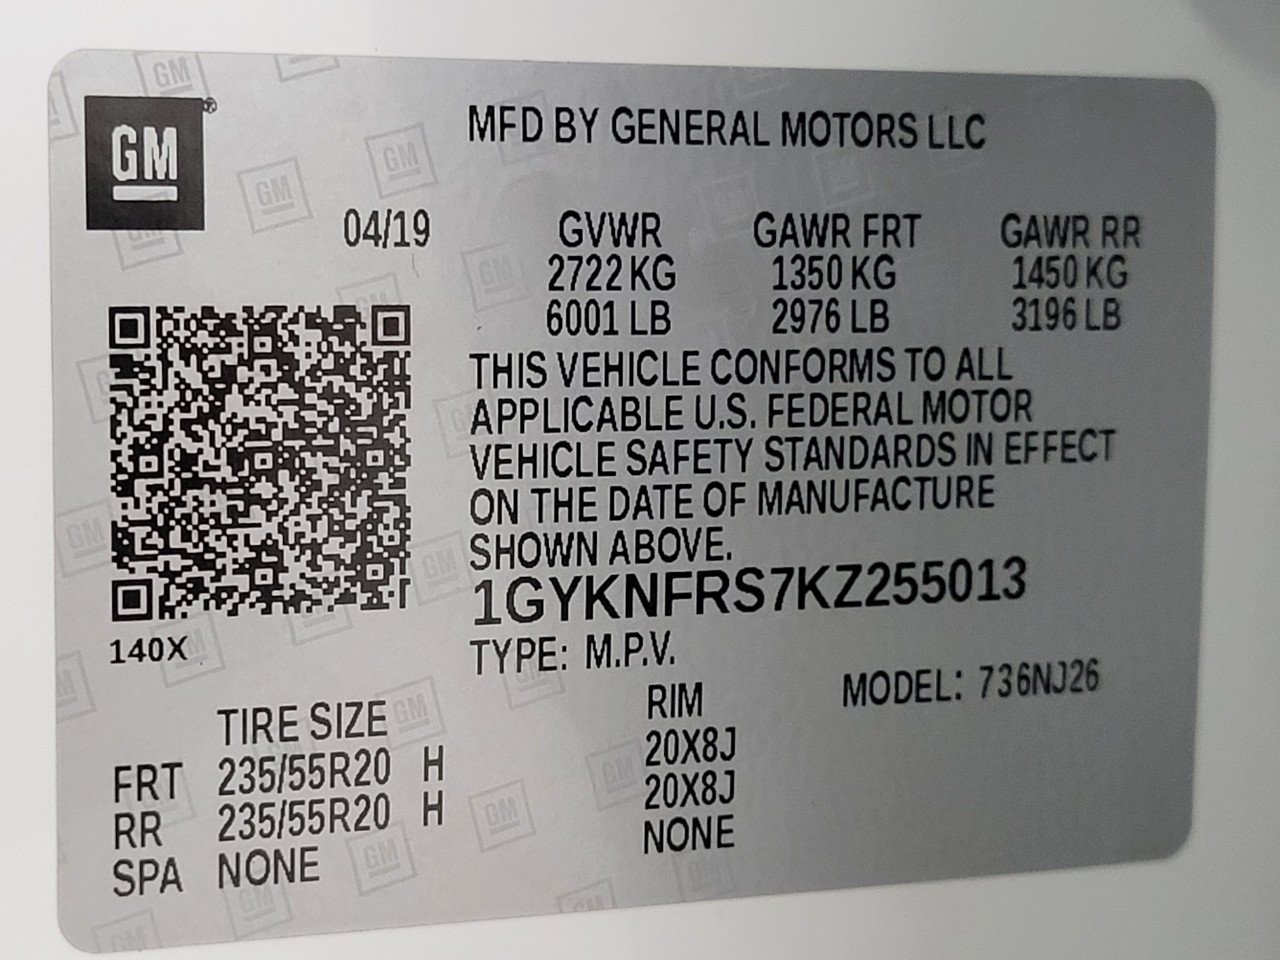 GM
MFD BY GENERAL MOTORS LLC
04/19 GVWR GAWR FRT GAWR RR
2722 KG 1350 KG 1450 KG
6001 LB 2976 LB 3196 LB
THIS VEHICLE CONFORMS TO ALL
APPLICABLE U.S. FEDERAL MOTOR
VEHICLE SAFETY STANDARDS IN EFFECT
ON THE DATE OF MANUFACTURE
SHOWN ABOVE.
1GYKNFRS7KZ255013
140X
TYPE: M.P.V.
MODEL: 736NJ26
TIRE SIZE RIM
FRT 235/55R20 H 20X8J
RR 235/55R20 H 20X8J
SPA NONE NONE